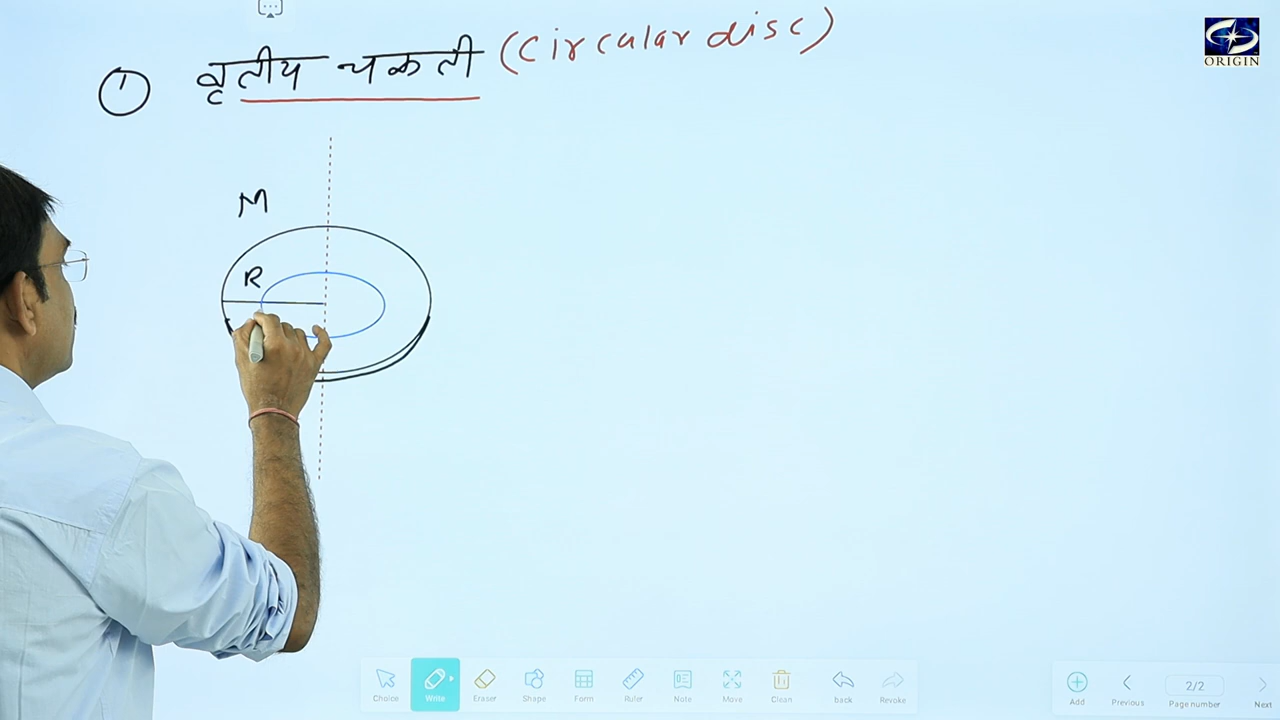 ① वृतीय चकती (Circular disc)
ORIGIN
M
R
Choice Write Eraser Shape Form Ruler Note Move Clean back Revoke
Add Previous 2/2 Page number Next